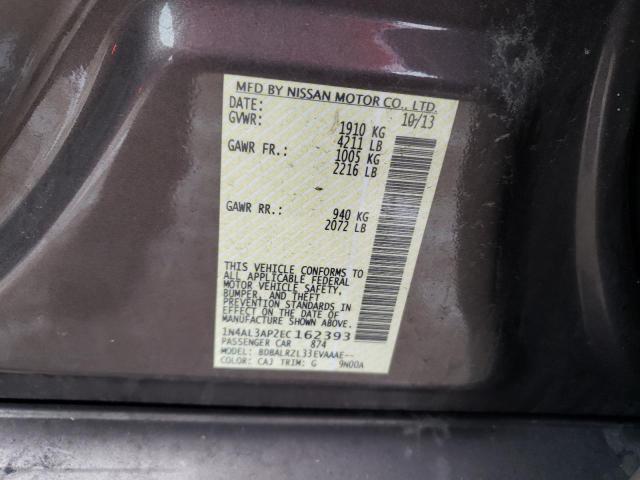 MFD BY NISSAN MOTOR CO., LTD.
DATE: 10/13
GVWR: 1910 KG
4211 LB
GAWR FR.: 1005 KG
2216 LB
GAWR RR.: 940 KG
2072 LB
THIS VEHICLE CONFORMS TO
ALL APPLICABLE FEDERAL
MOTOR VEHICLE SAFETY,
BUMPER, AND THEFT
PREVENTION STANDARDS IN
EFFECT ON THE DATE OF
MANUFACTURE SHOWN ABOVE.
1N4AL3AP2EC162393
PASSENGER CAR 874
MODEL: BDBALRZL33EVAAAE--
COLOR: CAJ TRIM: G 9N00A